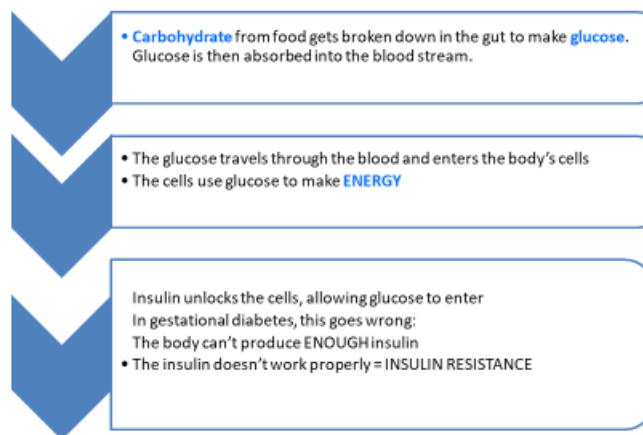 • Carbohydrate from food gets broken down in the gut to make glucose.
Glucose is then absorbed into the blood stream.
• The glucose travels through the blood and enters the body's cells
• The cells use glucose to make ENERGY
Insulin unlocks the cells, allowing glucose to enter
In gestational diabetes, this goes wrong:
The body can't produce ENOUGH insulin
• The insulin doesn't work properly = INSULIN RESISTANCE